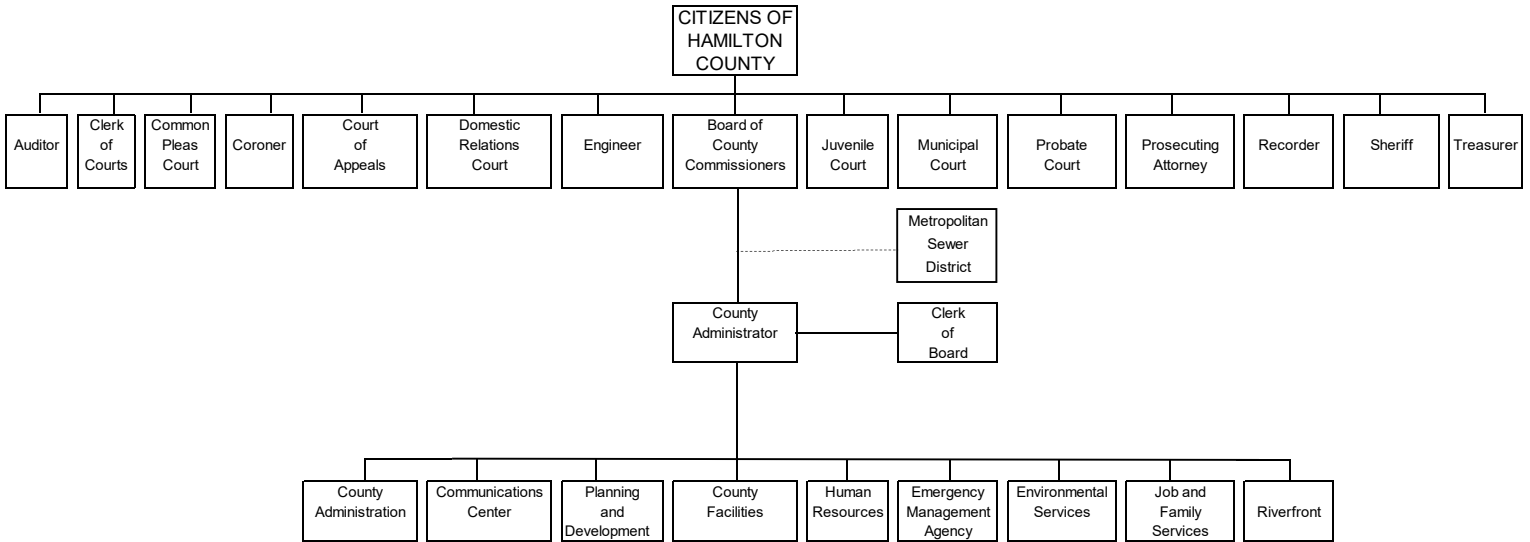 CITIZENS OF
HAMILTON
COUNTY
Auditor
Clerk
of
Courts
Common
Pleas
Court
Coroner
Court
of
Appeals
Domestic
Relations
Court
Engineer
Board of
County
Commissioners
Juvenile
Court
Municipal
Court
Probate
Court
Prosecuting
Attorney
Recorder
Sheriff
Treasurer
Metropolitan
Sewer
District
County
Administrator
Clerk
of
Board
County
Administration
Communications
Center
Planning
and
Development
County
Facilities
Human
Resources
Emergency
Management
Agency
Environmental
Services
Job and
Family
Services
Riverfront